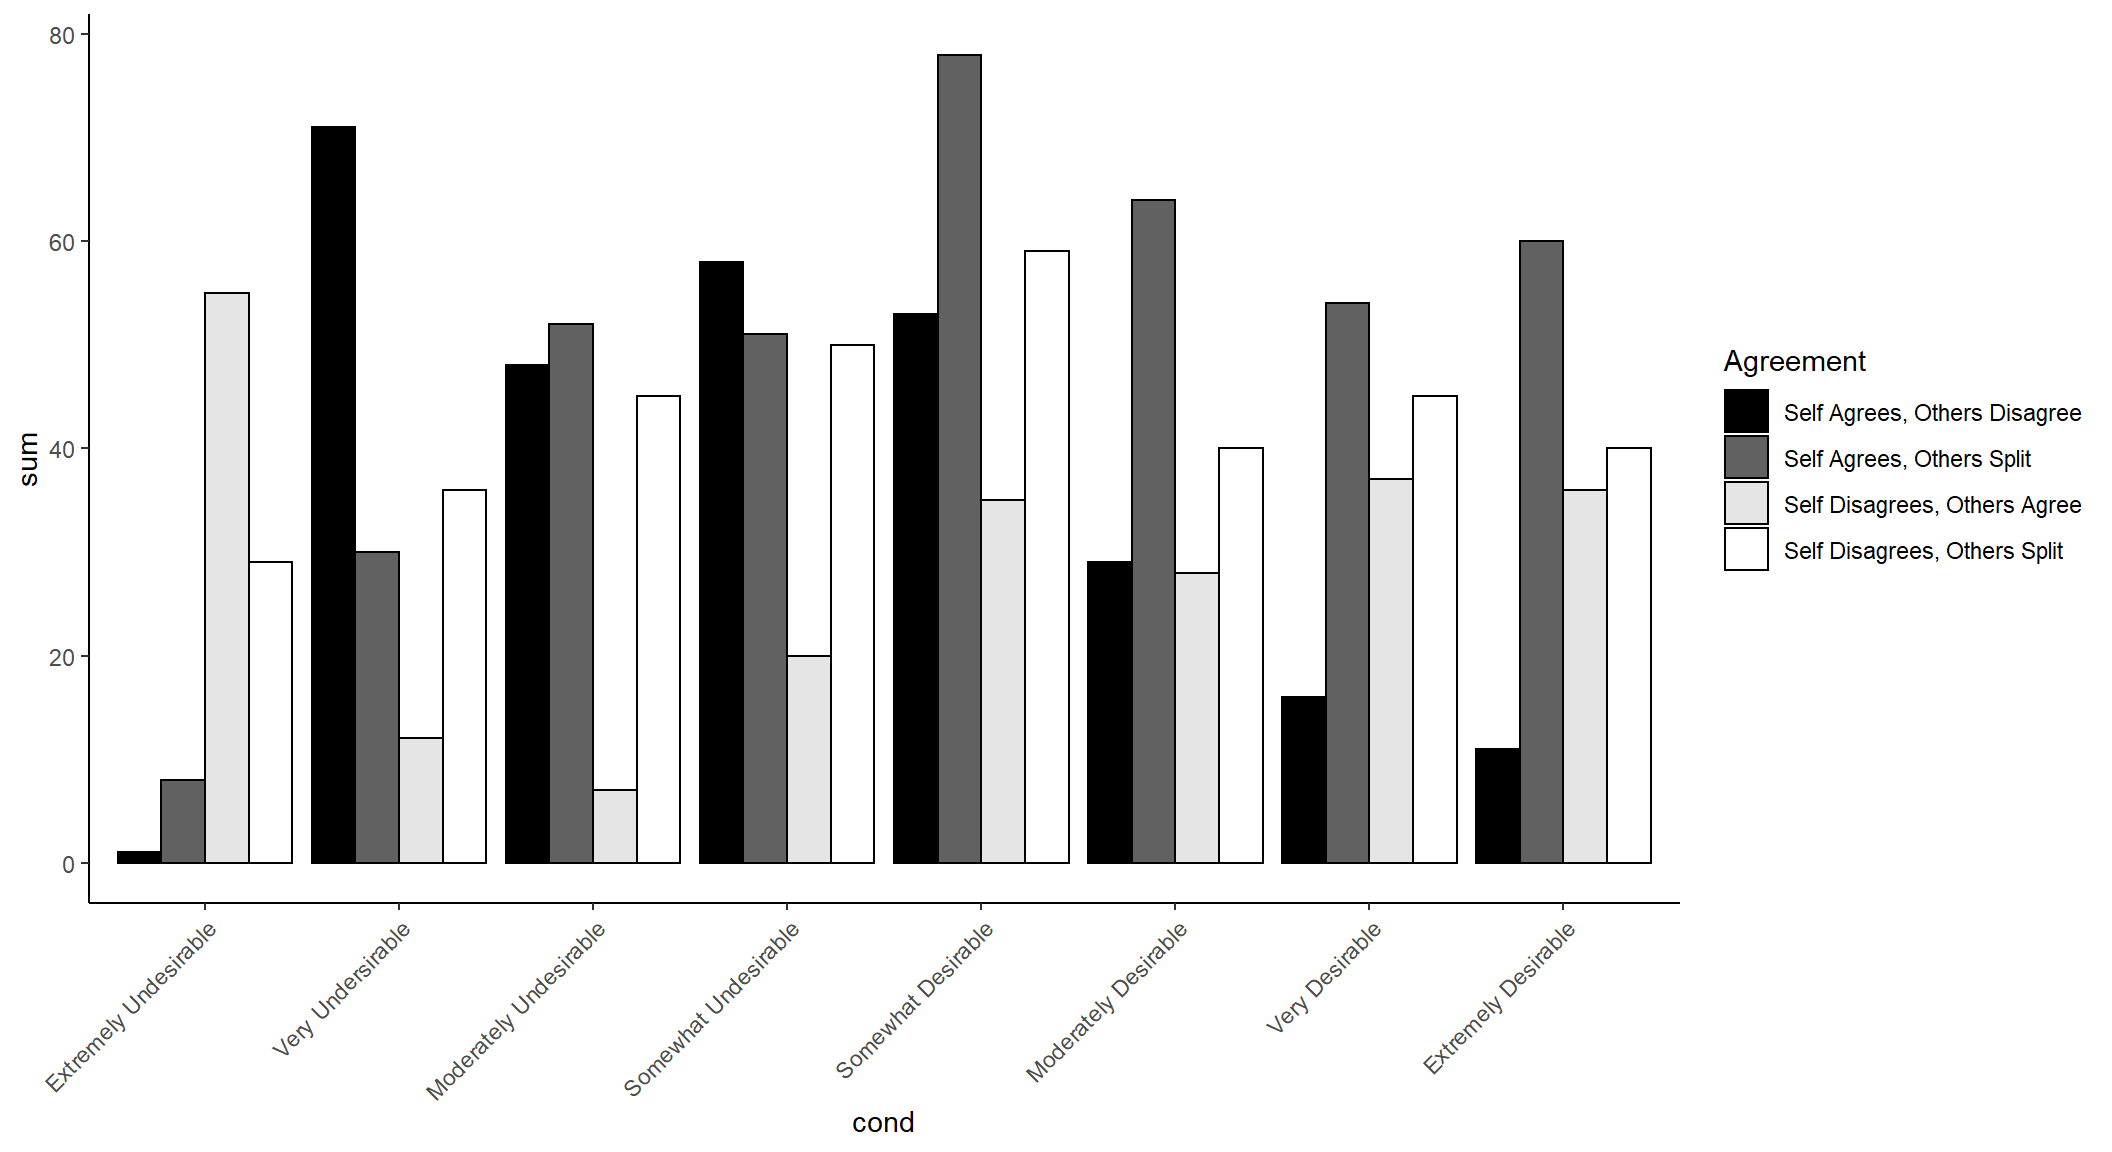 80
60
40
20
0
sum
Extremely Undesirable
Very Undersirable
Moderately Undesirable
Somewhat Undesirable
Somewhat Desirable
Moderately Desirable
Very Desirable
Extremely Desirable
cond
Agreement
Self Agrees, Others Disagree
Self Agrees, Others Split
Self Disagrees, Others Agree
Self Disagrees, Others Split